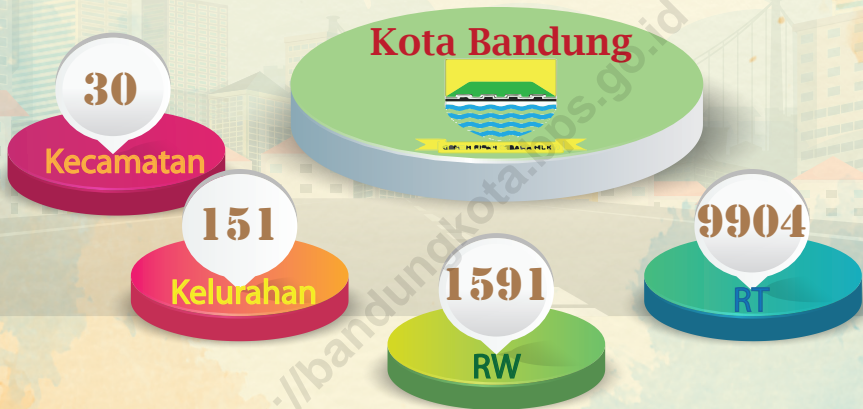 Kota Bandung
30
Kecamatan
151
Kelurahan
1591
RW
9904
RT
://bandungkota.bps.go.id